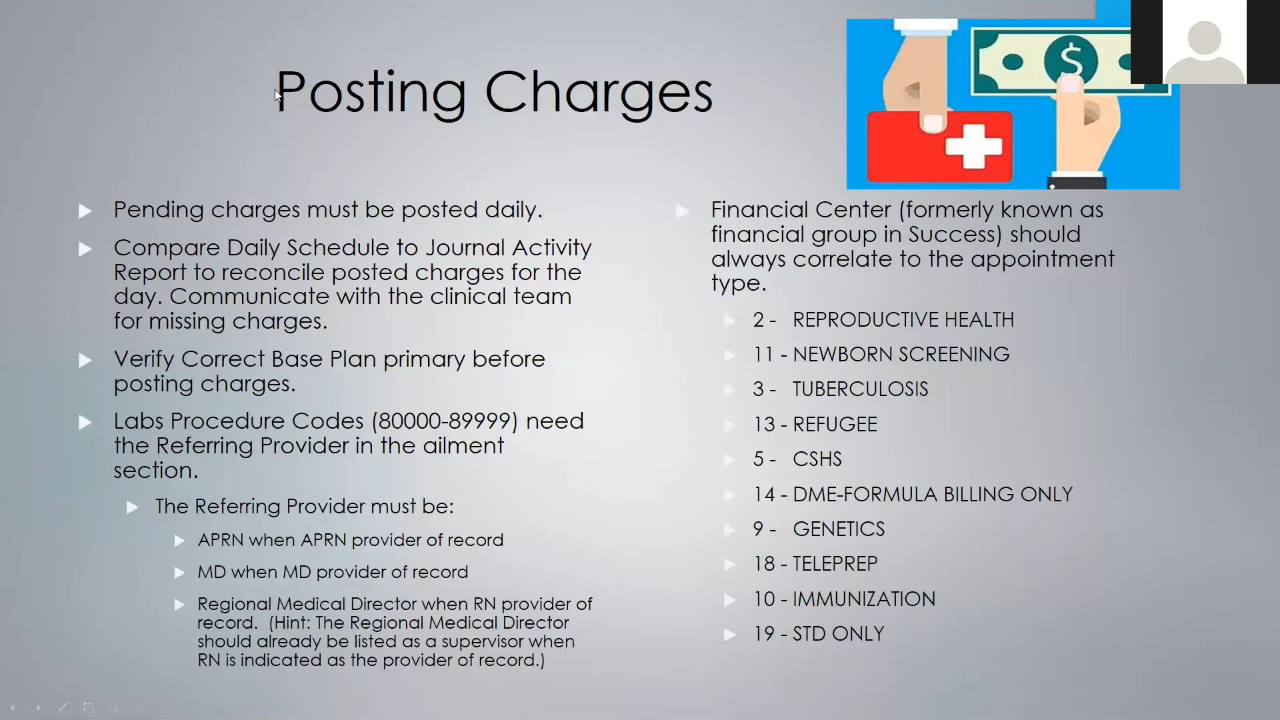 Posting Charges
$
Pending charges must be posted daily.
Compare Daily Schedule to Journal Activity
Report to reconcile posted charges for the
day. Communicate with the clinical team
for missing charges.
Verify Correct Base Plan primary before
posting charges.
Labs Procedure Codes (80000-89999) need
the Referring Provider in the ailment
section.
The Referring Provider must be:
APRN when APRN provider of record
MD when MD provider of record
Regional Medical Director when RN provider of
record. (Hint: The Regional Medical Director
should already be listed as a supervisor when
RN is indicated as the provider of record.)
Financial Center (formerly known as
financial group in Success) should
always correlate to the appointment
type.
2 - REPRODUCTIVE HEALTH
11 - NEWBORN SCREENING
3 - TUBERCULOSIS
13 - REFUGEE
5 - CSHS
14 - DME-FORMULA BILLING ONLY
9 - GENETICS
18 - TELEPREP
10 - IMMUNIZATION
19 - STD ONLY